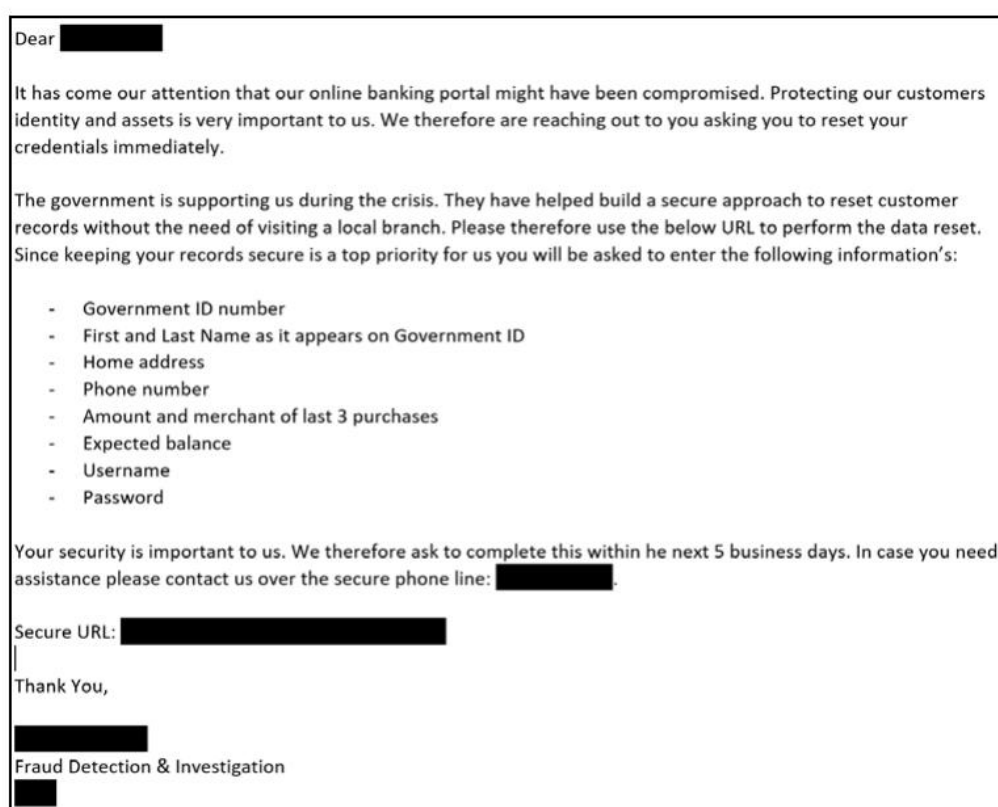 Dear
It has come our attention that our online banking portal might have been compromised. Protecting our customers
identity and assets is very important to us. We therefore are reaching out to you asking you to reset your
credentials immediately.
The government is supporting us during the crisis. They have helped build a secure approach to reset customer
records without the need of visiting a local branch. Please therefore use the below URL to perform the data reset.
Since keeping your records secure is a top priority for us you will be asked to enter the following information’s:
- Government ID number
- First and Last Name as it appears on Government ID
- Home address
- Phone number
- Amount and merchant of last 3 purchases
- Expected balance
- Username
- Password
Your security is important to us. We therefore ask to complete this within he next 5 business days. In case you need
assistance please contact us over the secure phone line: .
Secure URL:
Thank You,
Fraud Detection & Investigation